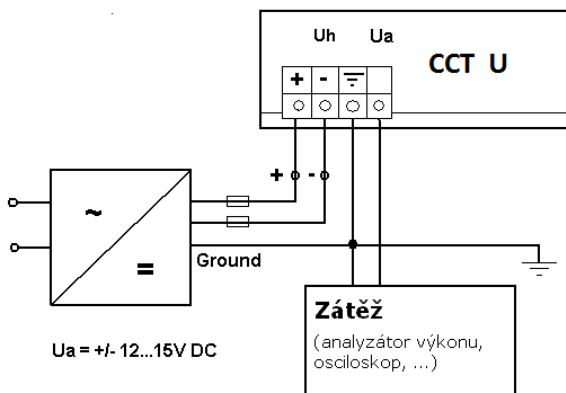 Uh Ua
CCT U
+ -
+ -
~
=
Ground
Zátěž
(analyzátor výkonu,
osciloskop, ...)
Ua = +/- 12...15V DC